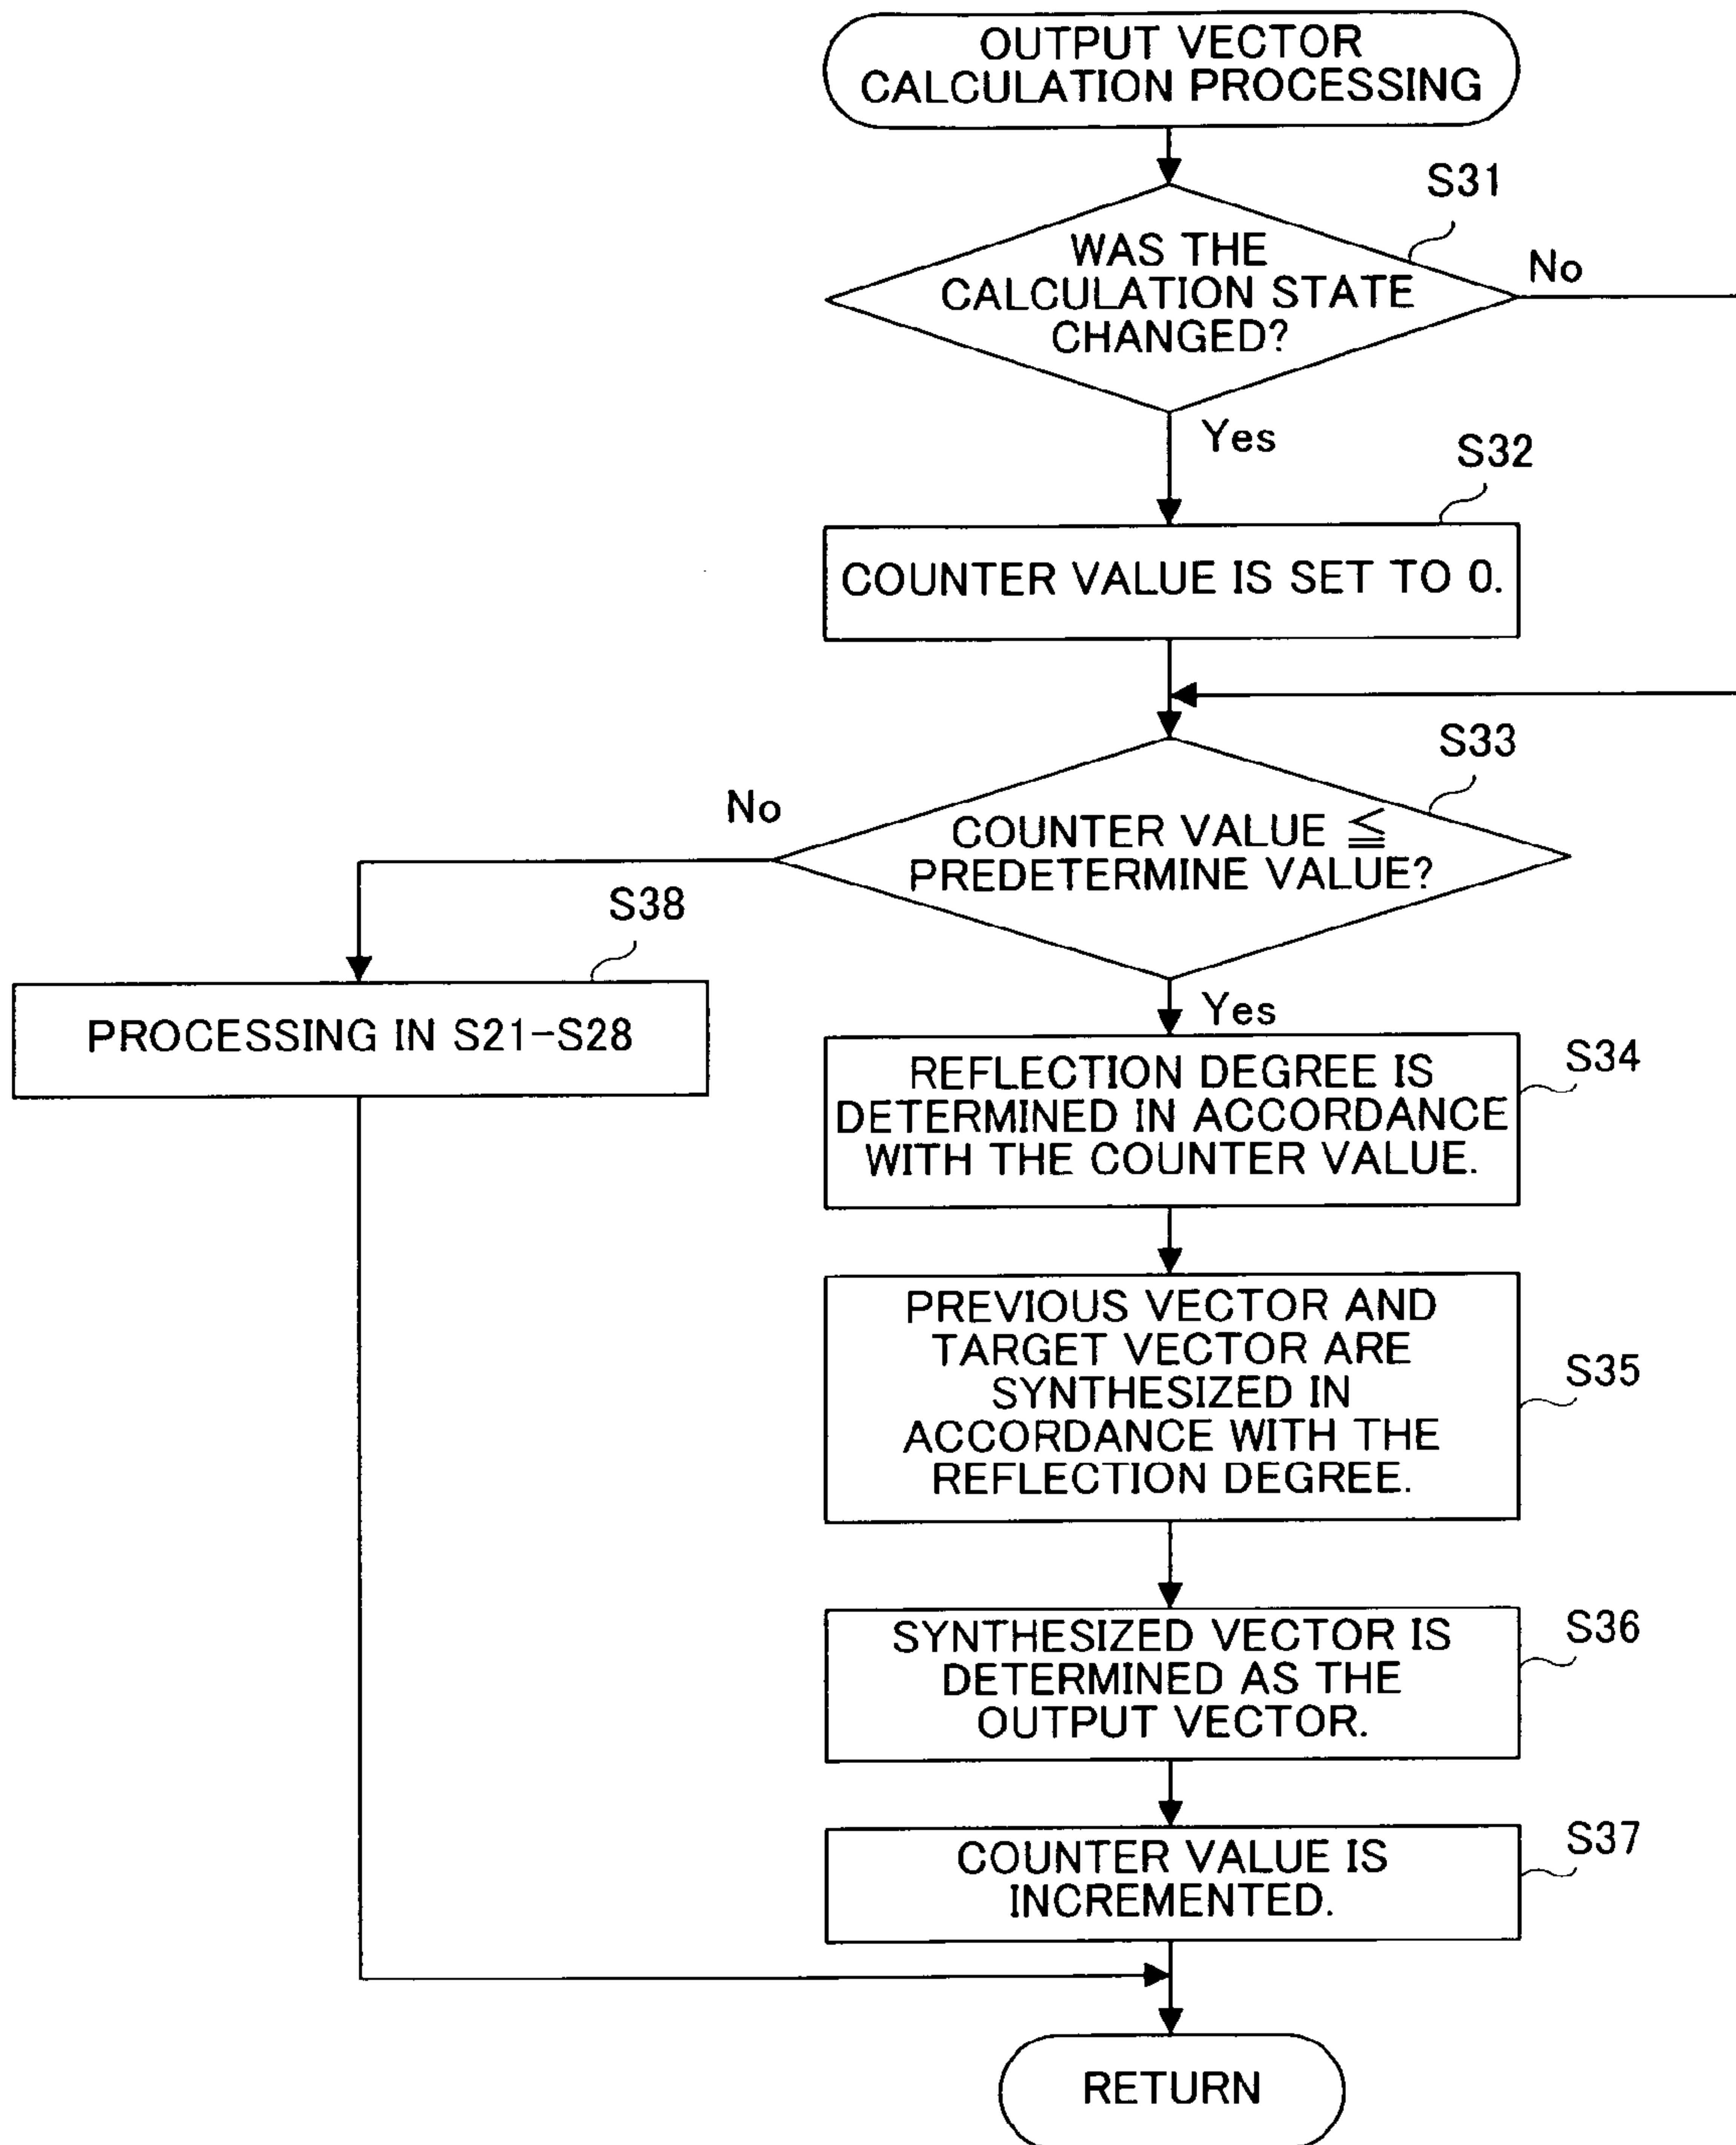 OUTPUT VECTOR
CALCULATION PROCESSING
S31
WAS THE
CALCULATION STATE
CHANGED?
No
Yes
S32
COUNTER VALUE IS SET TO 0.
S33
No
COUNTER VALUE ≦
PREDETERMINE VALUE?
S38
PROCESSING IN S21-S28
Yes
S34
REFLECTION DEGREE IS
DETERMINED IN ACCORDANCE
WITH THE COUNTER VALUE.
PREVIOUS VECTOR AND
TARGET VECTOR ARE
SYNTHESIZED IN
ACCORDANCE WITH THE
REFLECTION DEGREE.
S35
SYNTHESIZED VECTOR IS
DETERMINED AS THE
OUTPUT VECTOR.
S36
COUNTER VALUE IS
INCREMENTED.
S37
RETURN